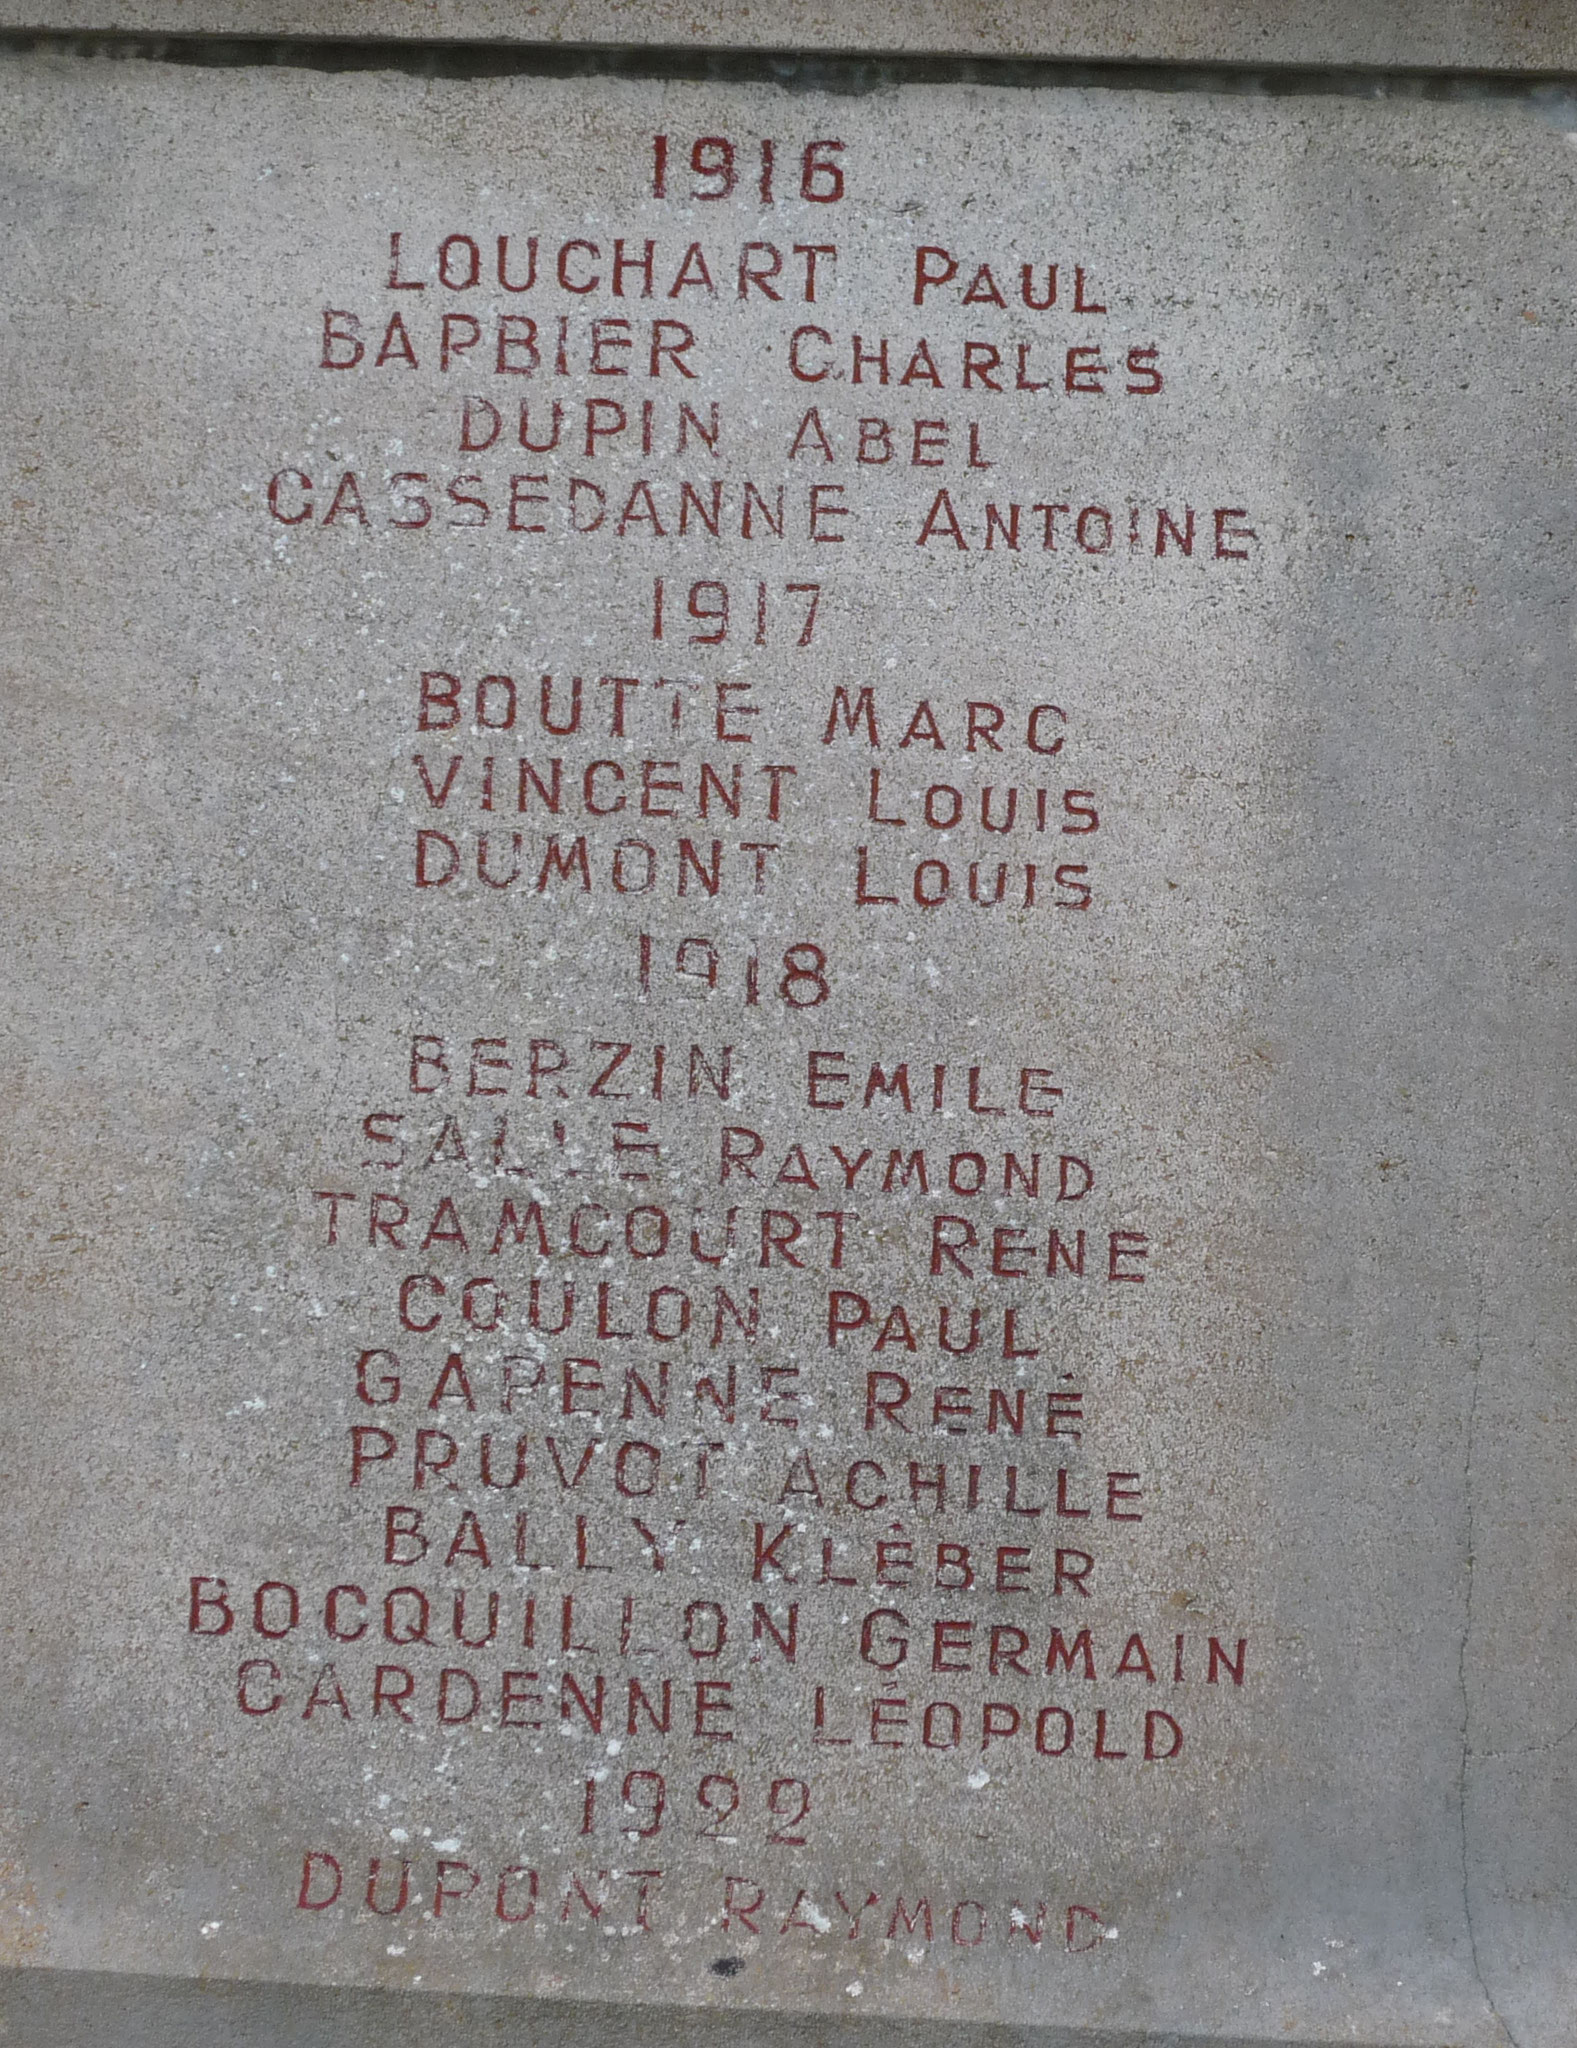 1916
LOUCHART PAUL
BARBIER CHARLES
DUPIN ABEL
CASSEDANNE ANTOINE
1917
BOUTTE MARC
VINCENT LOUIS
DUMONT LOUIS
1918
BERZIN EMILE
SALLE RAYMOND
TRAMCOURT RENE
COULON PAUL
GAPENNE RENÉ
PRUVOT ACHILLE
BALLY KLÉBER
BOCQUILLON GERMAIN
CARDENNE LÉOPOLD
1922
DUPONT RAYMOND